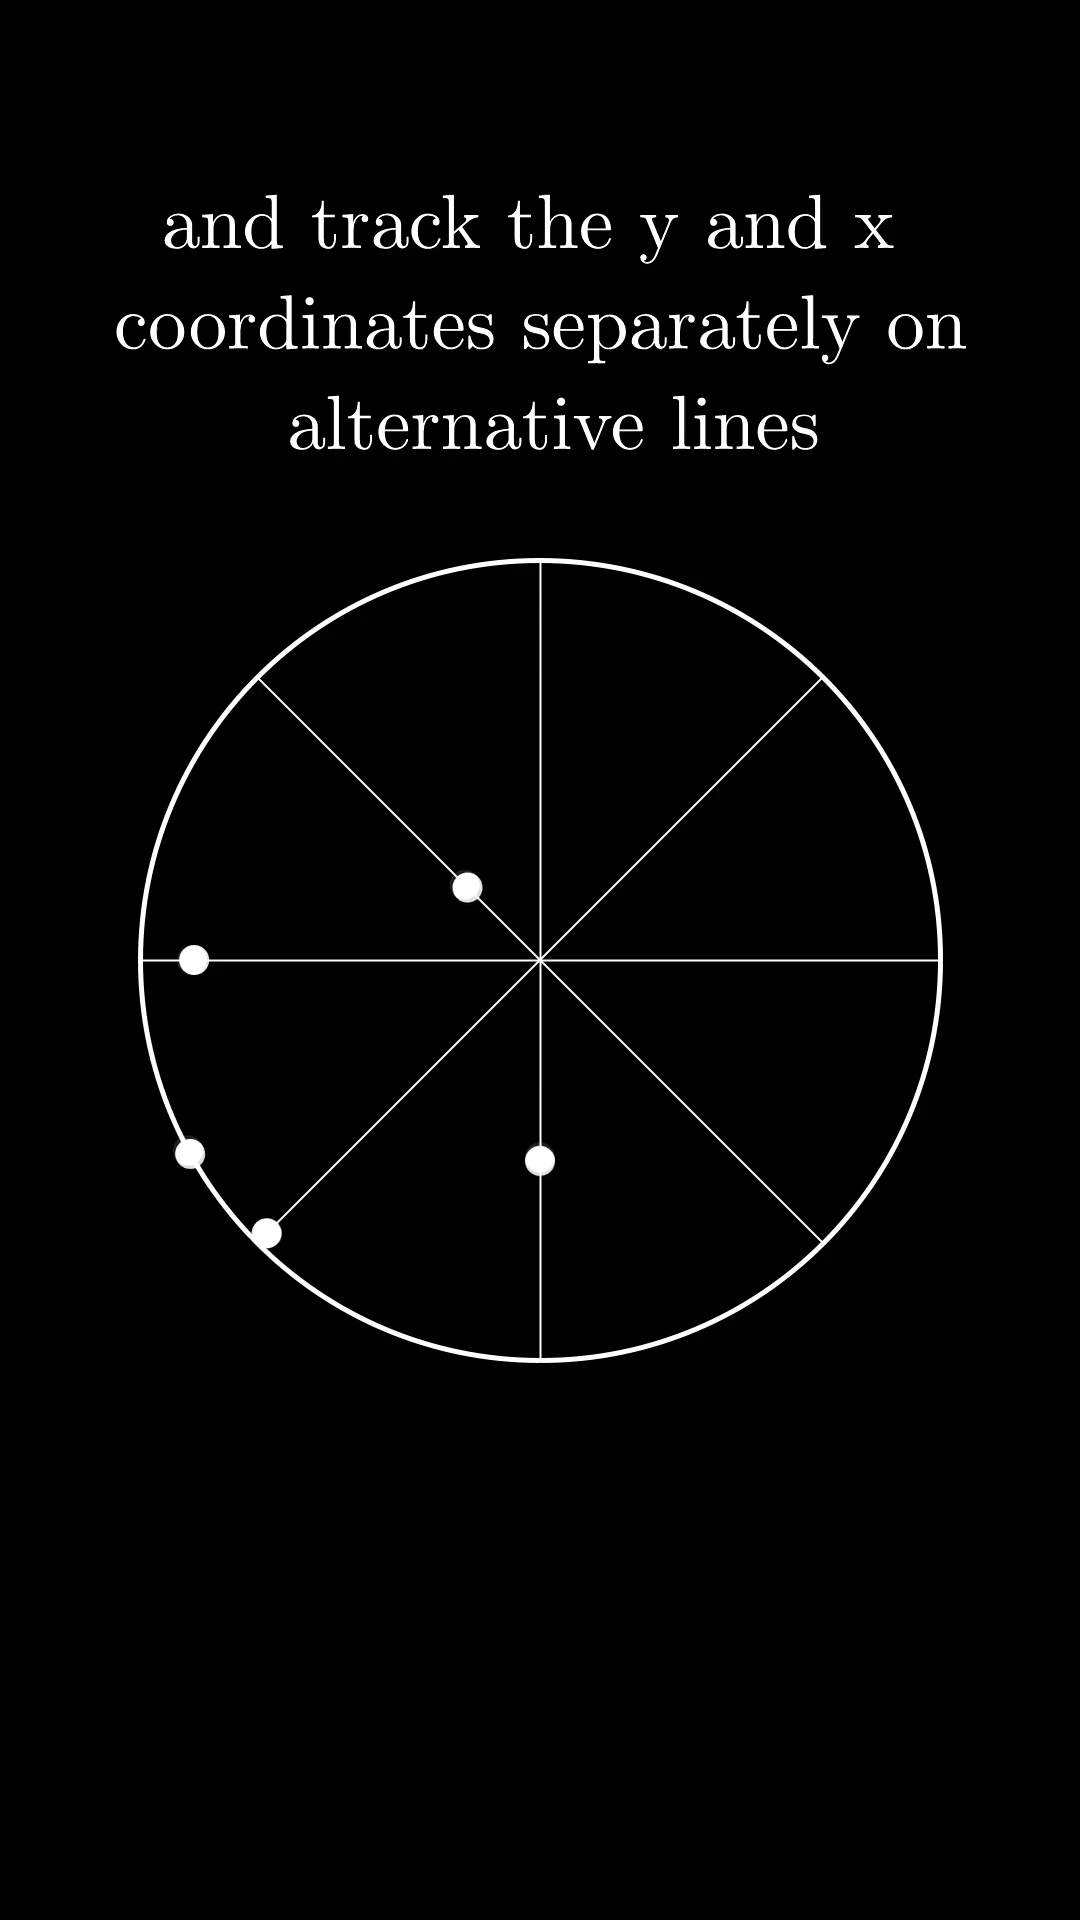 and track the y and x
coordinates separately on
alternative lines